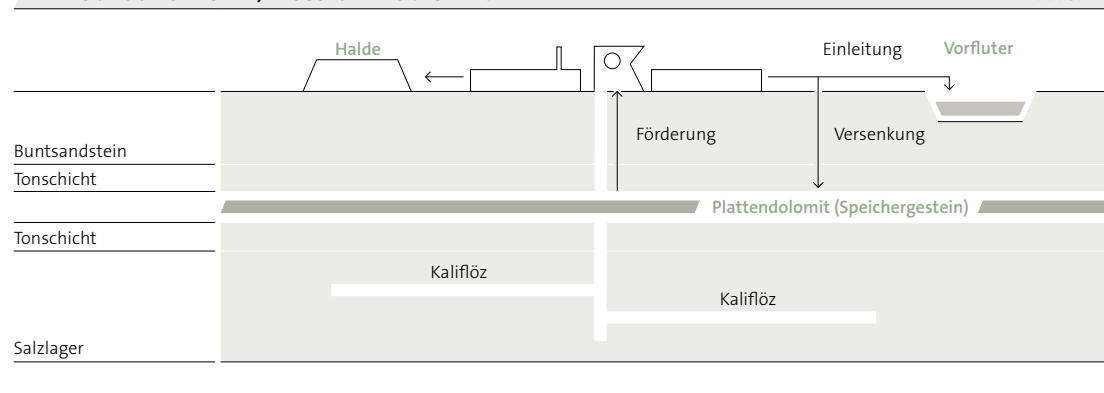 Halde
Einleitung
Vorfluter
Förderung
Versenkung
Buntsandstein
Tonschicht
Plattendolomit (Speichergestein)
Tonschicht
Kaliflöz
Kaliflöz
Salzlager